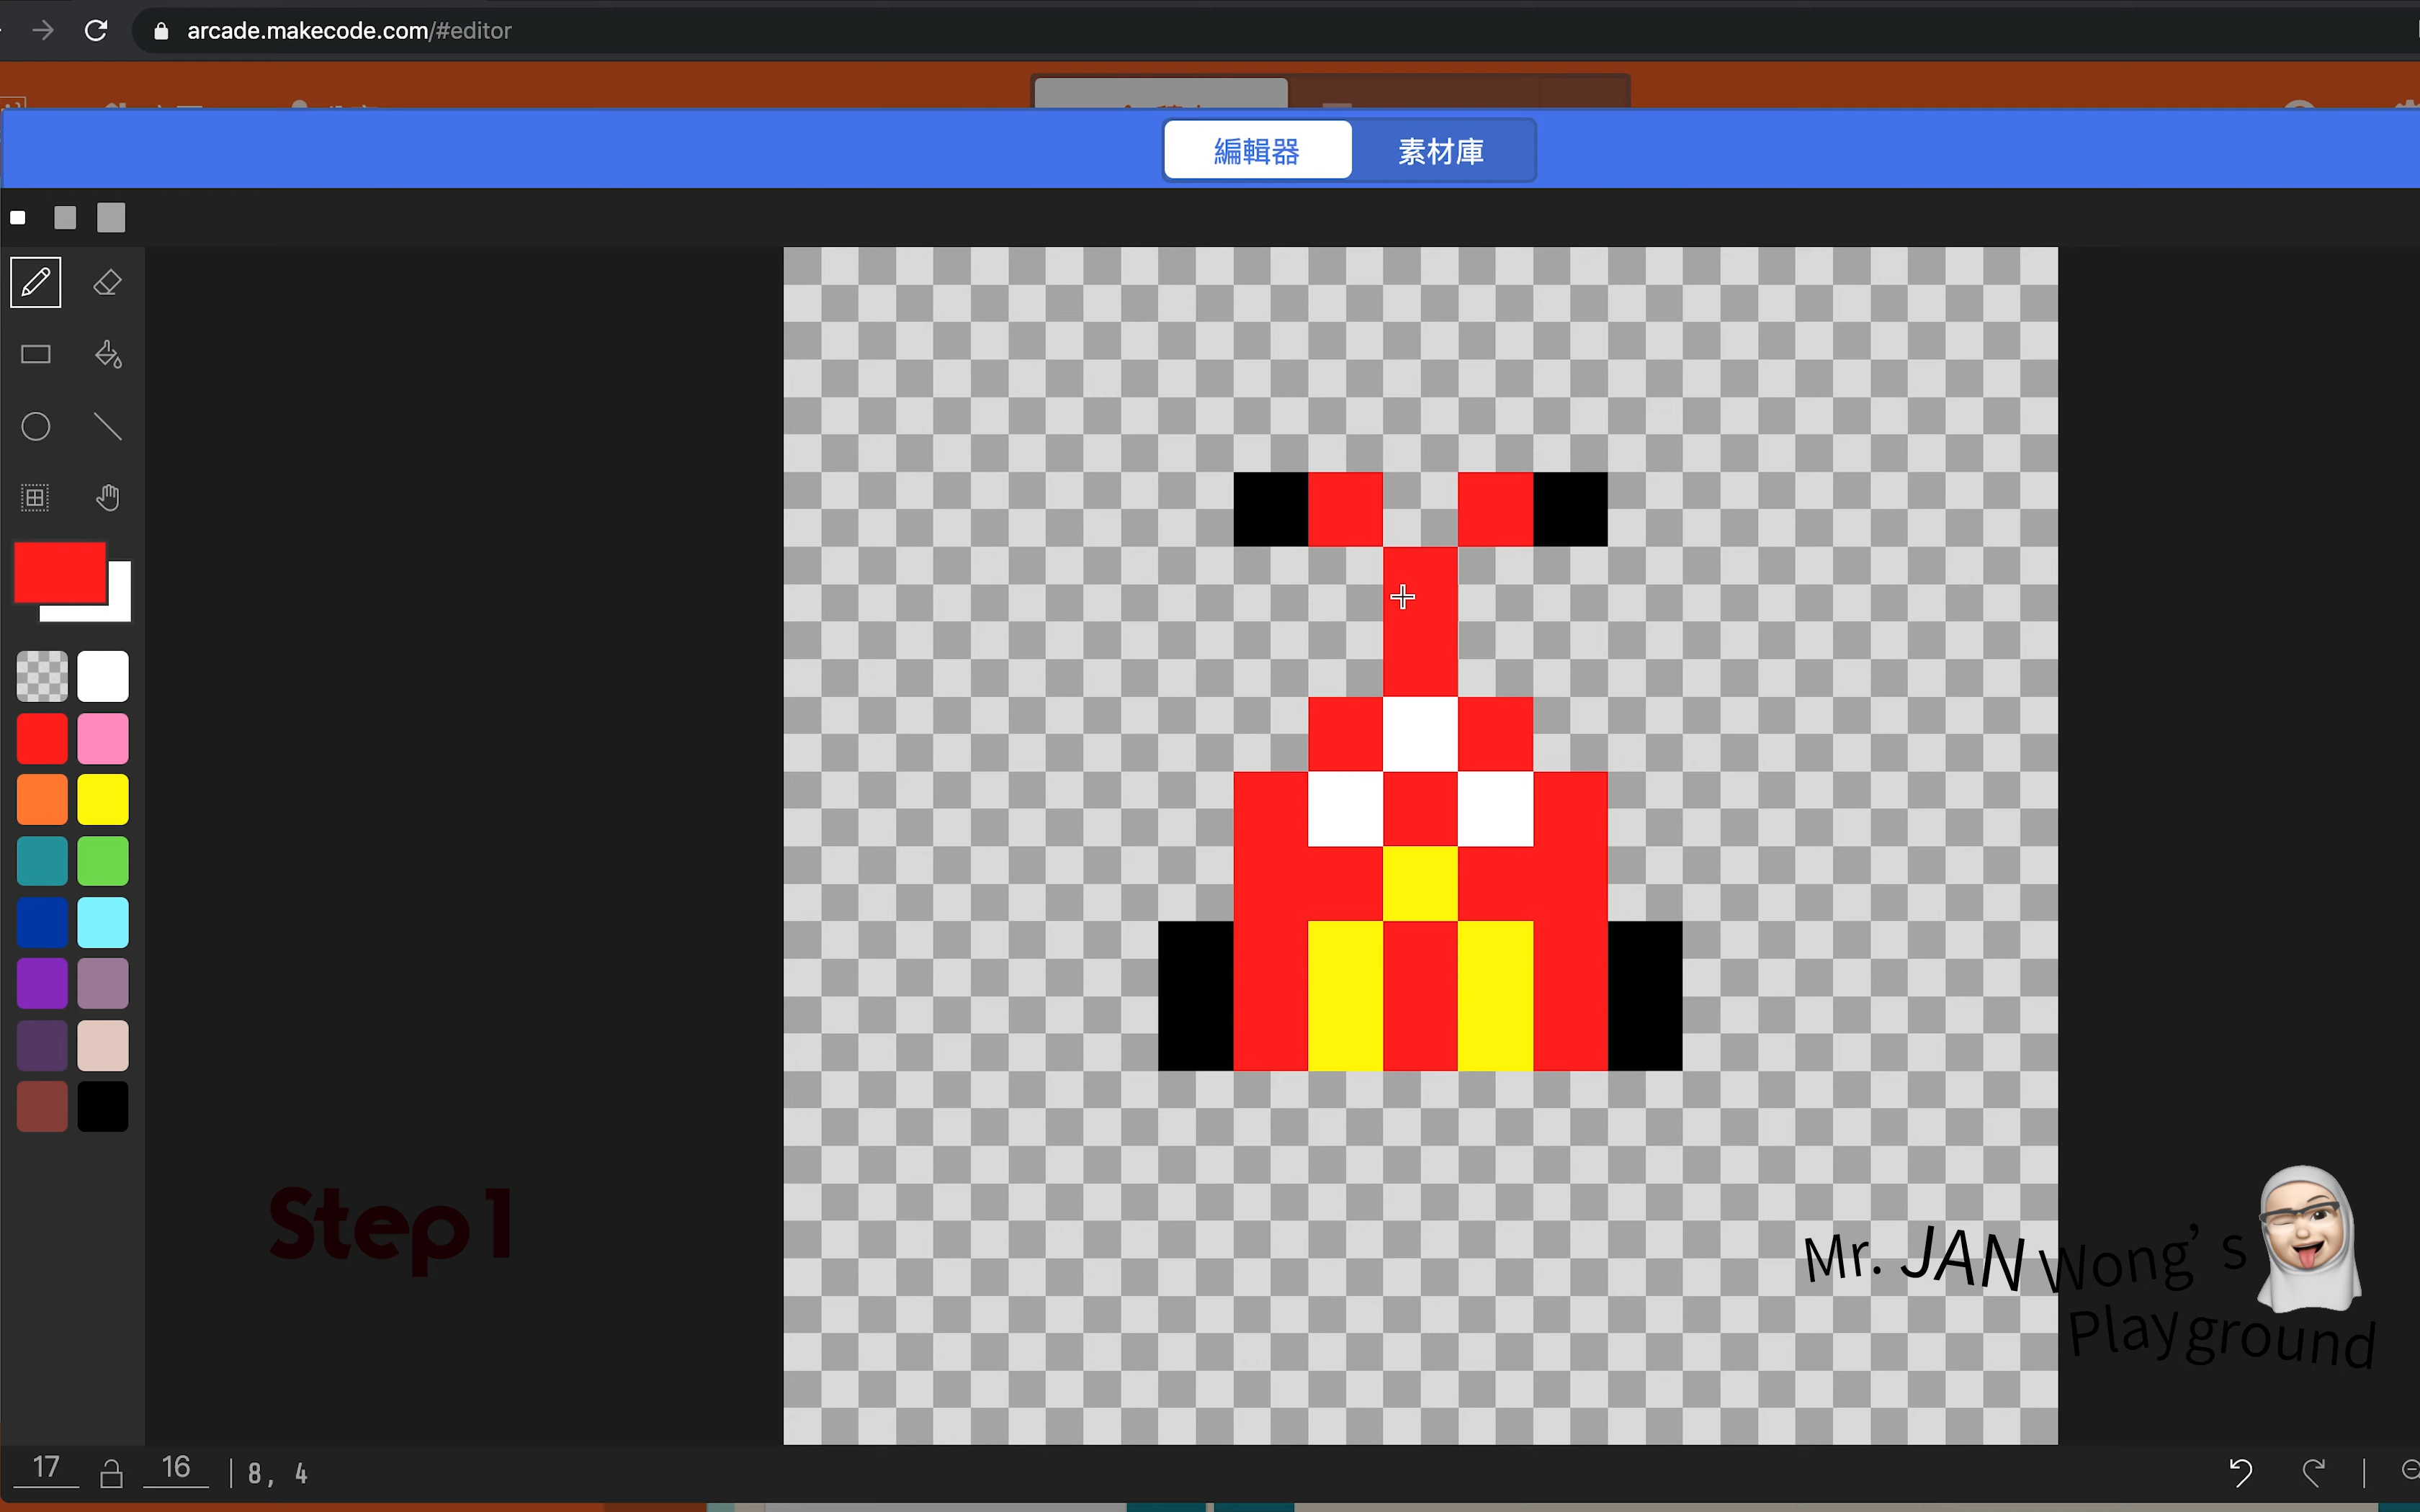 arcade.makecode.com/#editor
編輯器
素材庫
Step1
Mr. JAN Wong's
Playground
17
16
8, 4